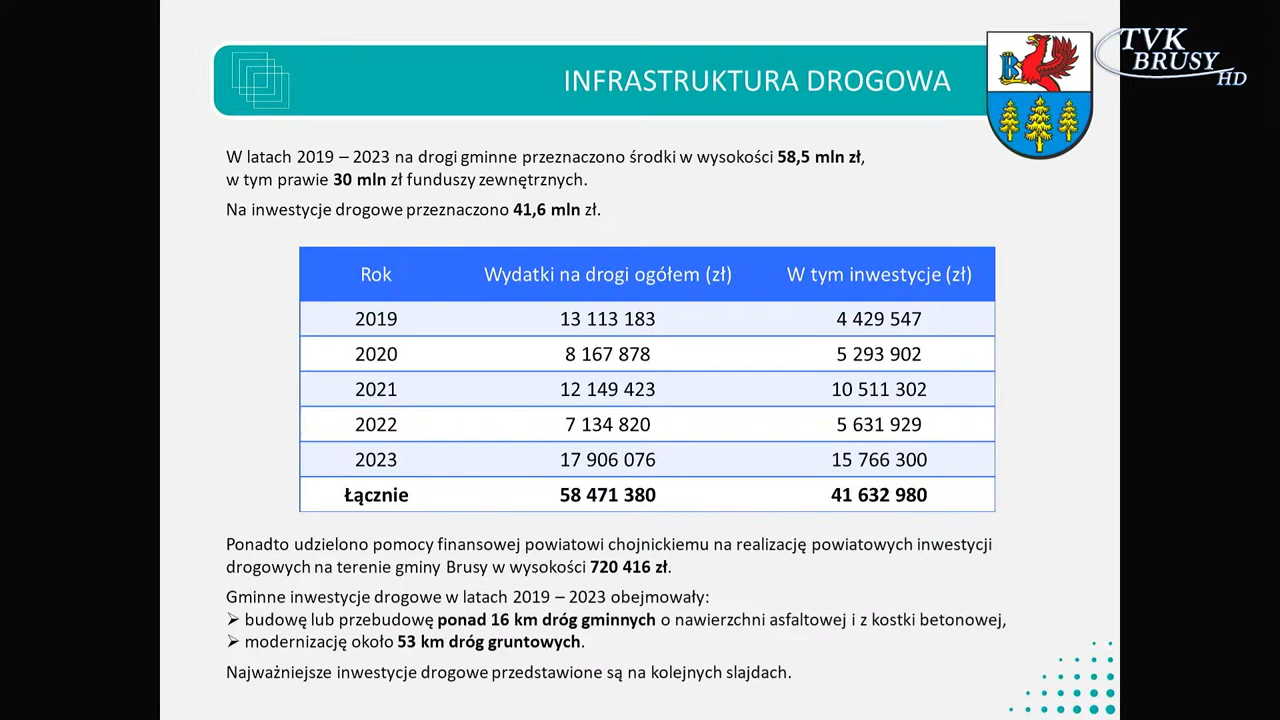 INFRASTRUKTURA DROGOWA
TVK
BRUSY
HD
W latach 2019 – 2023 na drogi gminne przeznaczono środki w wysokości 58,5 mln zł,
w tym prawie 30 mln zł funduszy zewnętrznych.
Na inwestycje drogowe przeznaczono 41,6 mln zł.
Rok Wydatki na drogi ogółem (zł) W tym inwestycje (zł)
2019 13 113 183 4 429 547
2020 8 167 878 5 293 902
2021 12 149 423 10 511 302
2022 7 134 820 5 631 929
2023 17 906 076 15 766 300
Łącznie 58 471 380 41 632 980
Ponadto udzielono pomocy finansowej powiatowi chojnickiemu na realizację powiatowych inwestycji
drogowych na terenie gminy Brusy w wysokości 720 416 zł.
Gminne inwestycje drogowe w latach 2019 – 2023 obejmowały:
➢ budowę lub przebudowę ponad 16 km dróg gminnych o nawierzchni asfaltowej i z kostki betonowej,
➢ modernizację około 53 km dróg gruntowych.
Najważniejsze inwestycje drogowe przedstawione są na kolejnych slajdach.